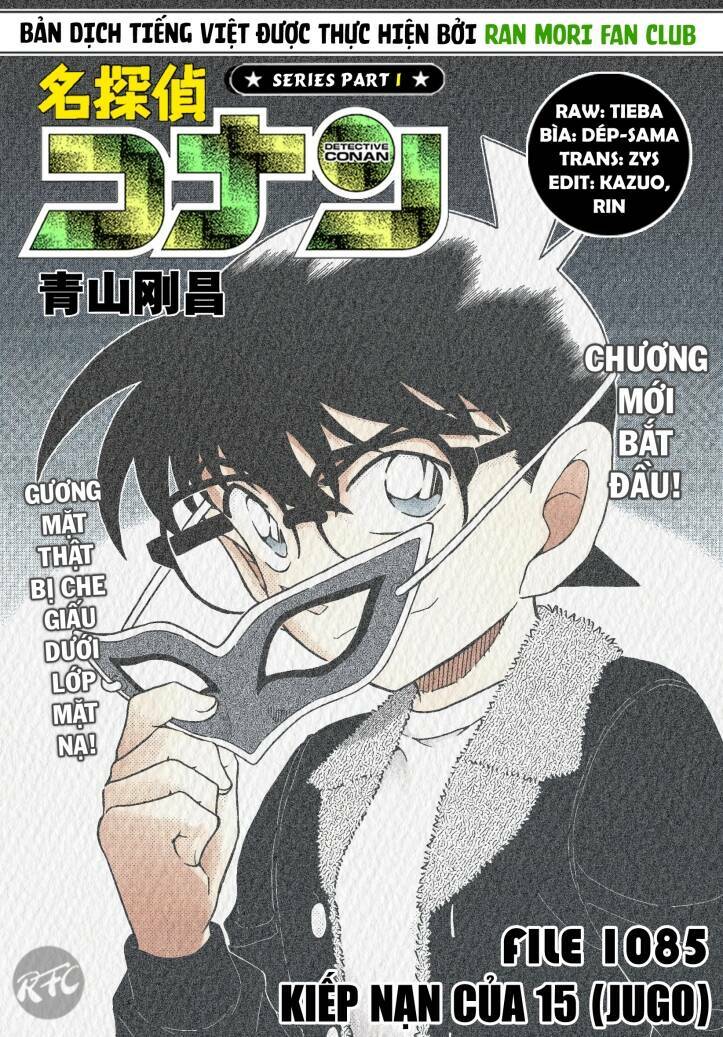 BẢN DỊCH TIẾNG VIỆT ĐƯỢC THỰC HIỆN BỞI RAN MORI FAN CLUB
★ SERIES PART 1 ★
名探偵
コナン
DETECTIVE
CONAN
青山剛昌
RAW: TIEBA
BÌA: DÉP-SAMA
TRANS: ZYS
EDIT: KAZUO,
RIN
CHƯƠNG
MỚI
BẮT
ĐẦU!
GƯƠNG
MẶT
THẬT
BỊ CHE
GIẤU
DƯỚI
LỚP
MẶT
NẠ!
FILE 1085
KIẾP NẠN CỦA 15 (JUGO)
RFC